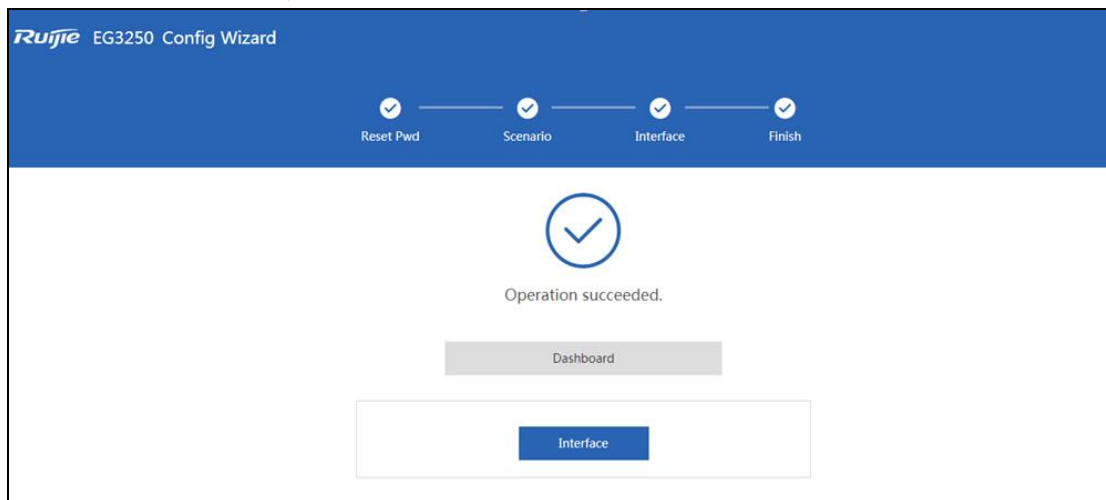 Ruijie EG3250 Config Wizard
Reset Pwd Scenario Interface Finish
Operation succeeded.
Dashboard
Interface